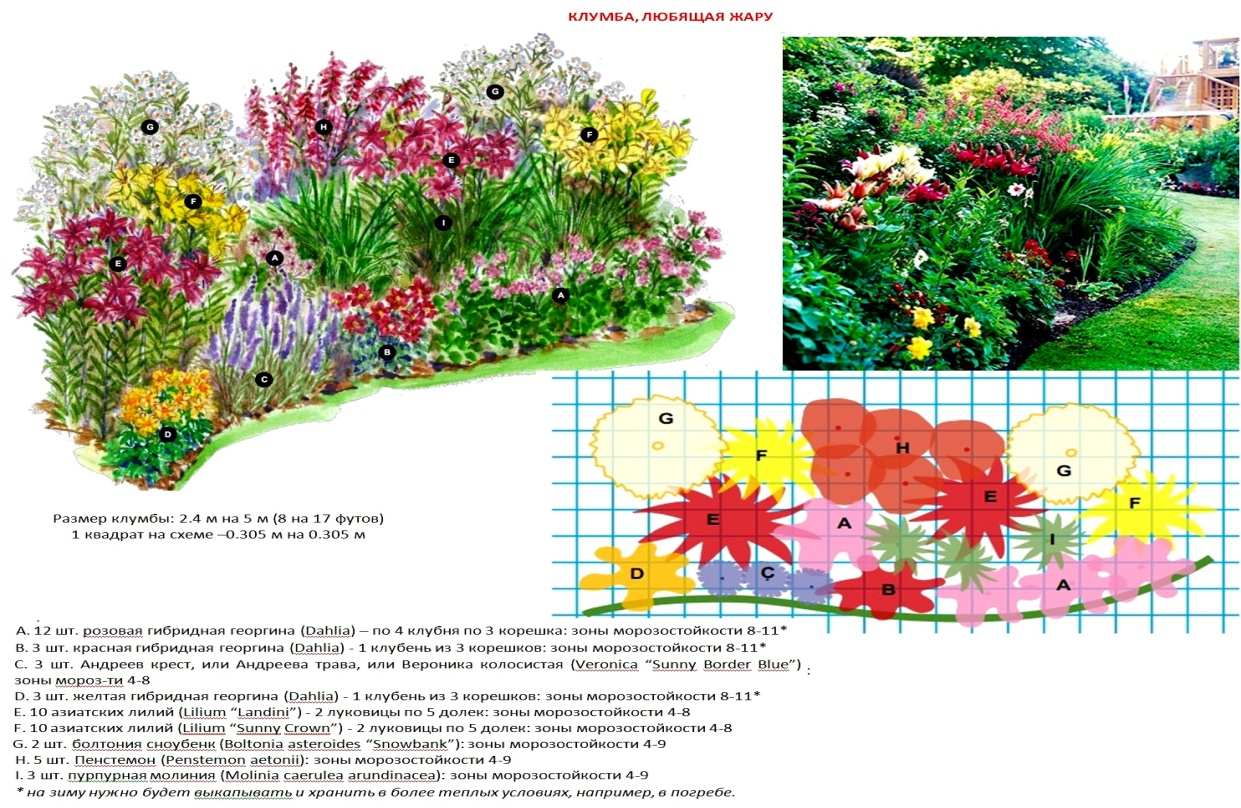 КЛУМБА, ЛЮБЯЩАЯ ЖАРУ
G
H
G
F
E
F
I
E
A
A
B
C
D
G
H
F
G
E
F
E
A
I
D
Ç
B
A
Размер клумбы: 2.4 м на 5 м (8 на 17 футов)
1 квадрат на схеме –0.305 м на 0.305 м
A. 12 шт. розовая гибридная георгина (Dahlia) – по 4 клубня по 3 корешка: зоны морозостойкости 8-11*
B. 3 шт. красная гибридная георгина (Dahlia) - 1 клубень из 3 корешков: зоны морозостойкости 8-11*
C. 3 шт. Андреев крест, или Андреева трава, или Вероника колосистая (Veronica “Sunny Border Blue”) :
зоны мороз-ти 4-8
D. 3 шт. желтая гибридная георгина (Dahlia) - 1 клубень из 3 корешков: зоны морозостойкости 8-11*
E. 10 азиатских лилий (Lilium “Landini”) - 2 луковицы по 5 долек: зоны морозостойкости 4-8
F. 10 азиатских лилий (Lilium “Sunny Crown”) - 2 луковицы по 5 долек: зоны морозостойкости 4-8
G. 2 шт. болтония сноубенк (Boltonia asteroides “Snowbank”): зоны морозостойкости 4-9
H. 5 шт. Пенстемон (Penstemon aetonii): зоны морозостойкости 4-9
I. 3 шт. пурпурная молиния (Molinia caerulea arundinacea): зоны морозостойкости 4-9
* на зиму нужно будет выкапывать и хранить в более теплых условиях, например, в погребе.